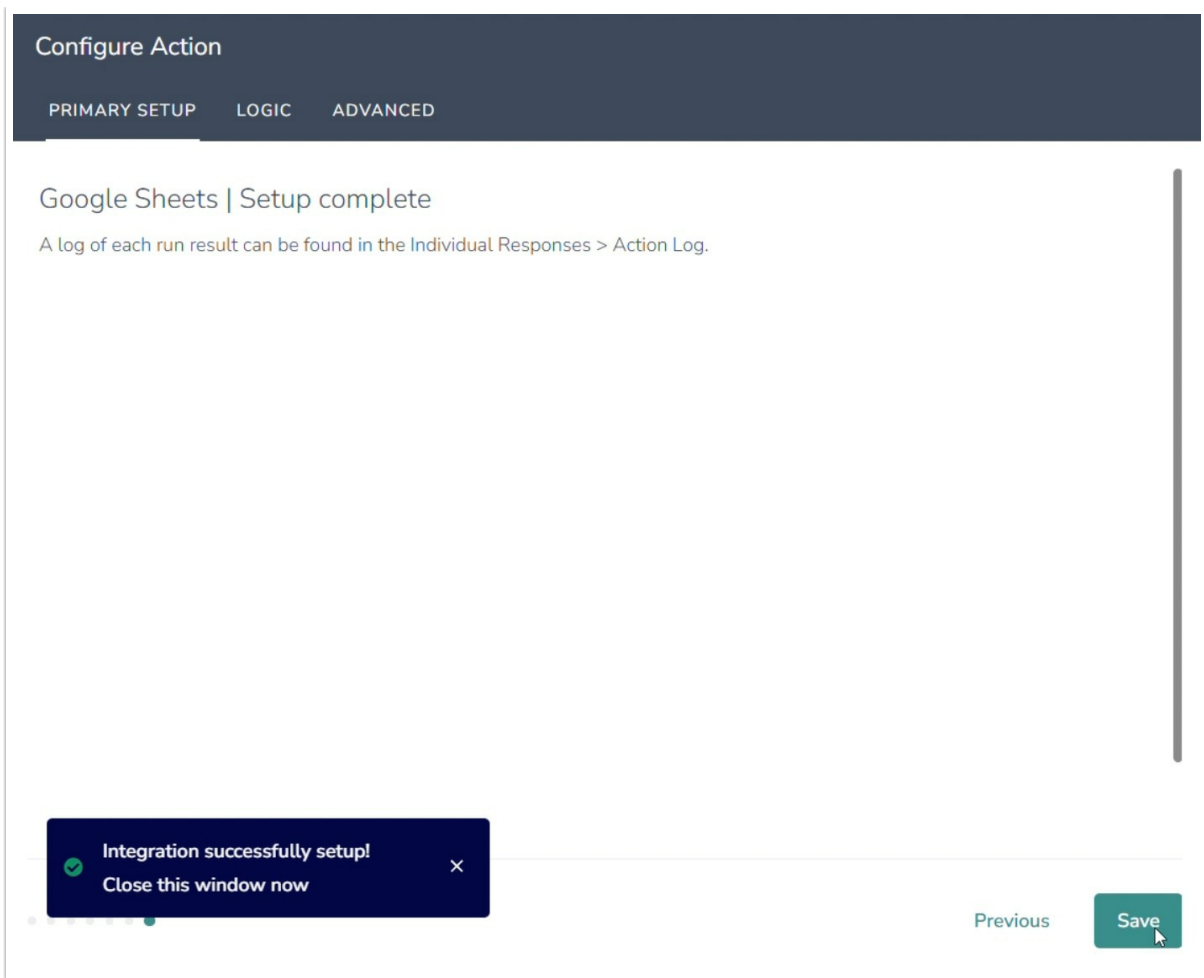 Configure Action
PRIMARY SETUP LOGIC ADVANCED
Google Sheets | Setup complete
A log of each run result can be found in the Individual Responses > Action Log.
Integration successfully setup!
Close this window now
Previous Save